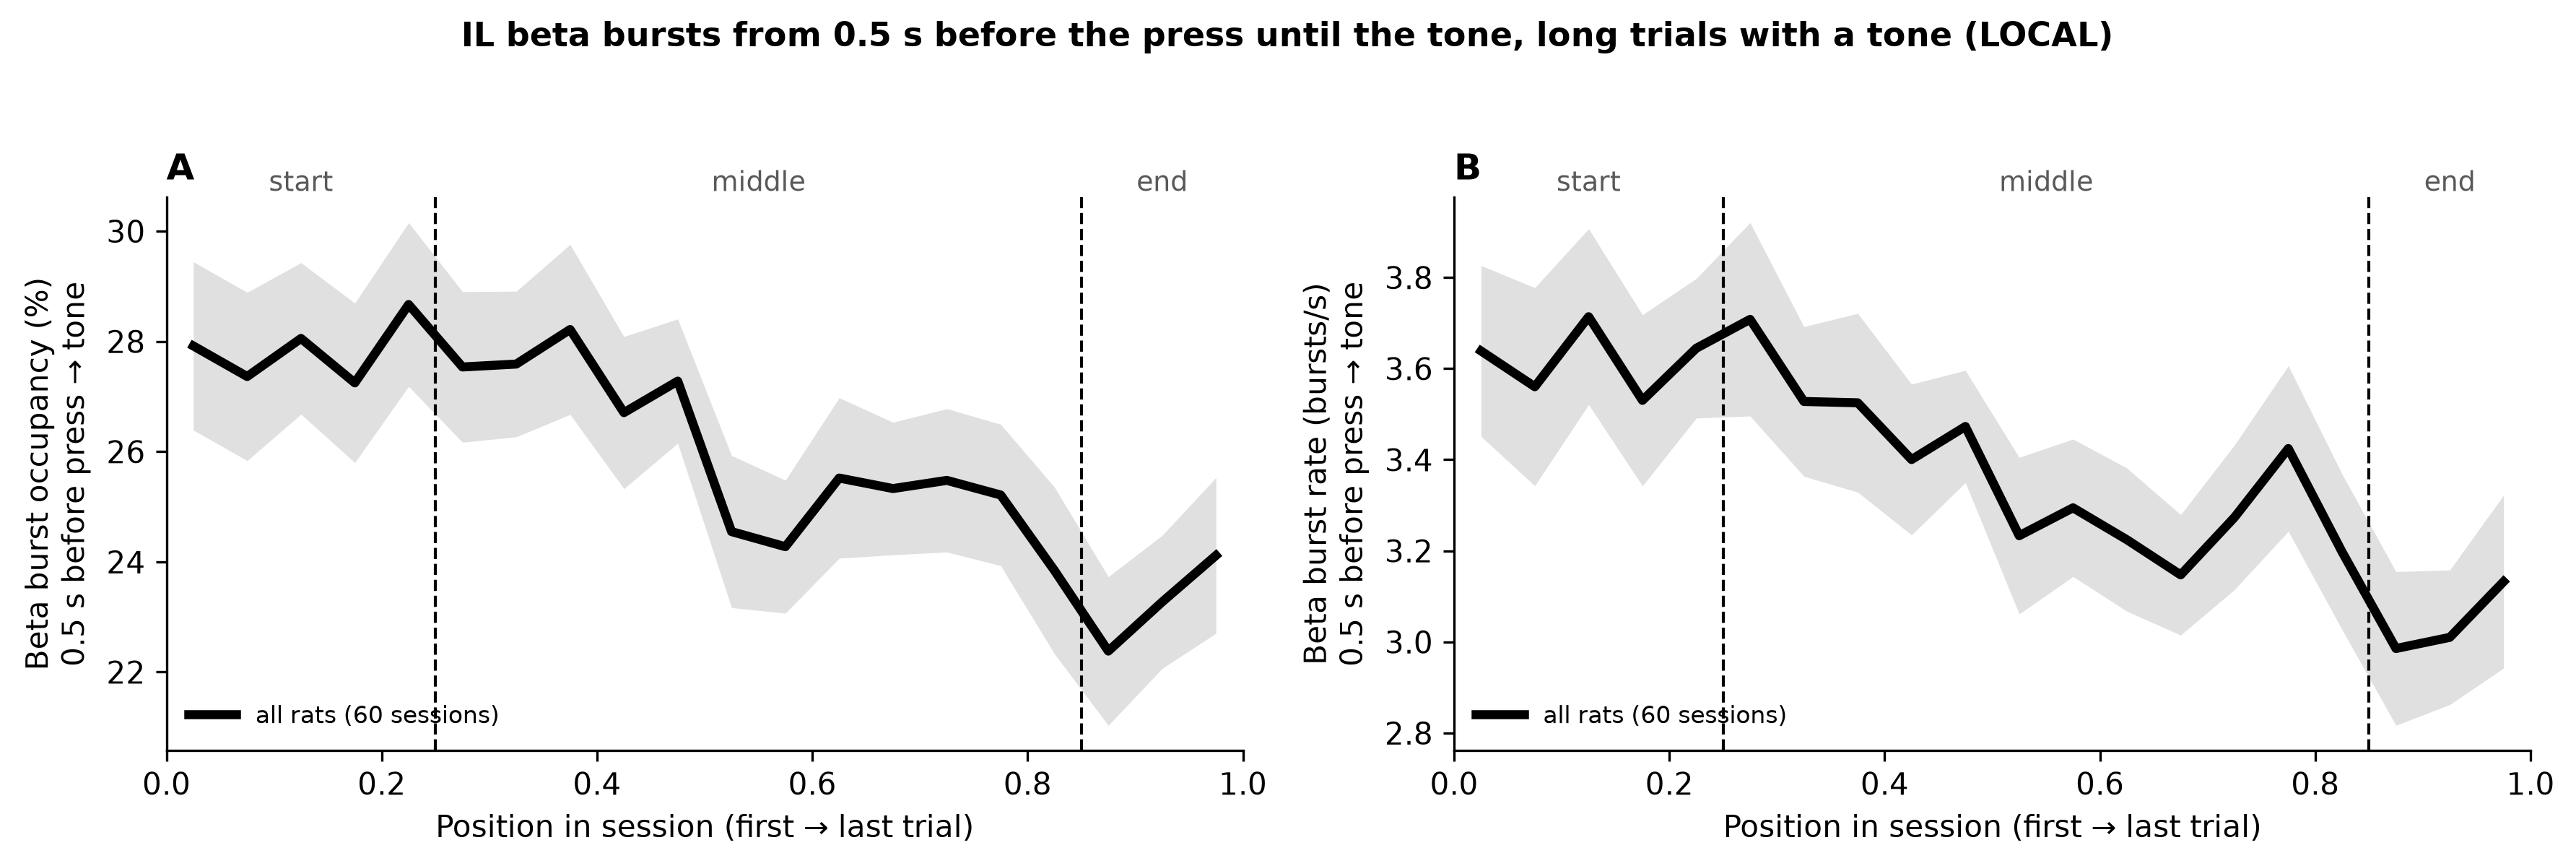 IL beta bursts from 0.5 s before the press until the tone, long trials with a tone (LOCAL)
A
start
middle
end
Beta burst occupancy (%)
0.5 s before press → tone
30
28
26
24
22
all rats (60 sessions)
0.0
0.2
0.4
0.6
0.8
1.0
Position in session (first → last trial)
B
start
middle
end
Beta burst rate (bursts/s)
0.5 s before press → tone
3.8
3.6
3.4
3.2
3.0
2.8
all rats (60 sessions)
0.0
0.2
0.4
0.6
0.8
1.0
Position in session (first → last trial)